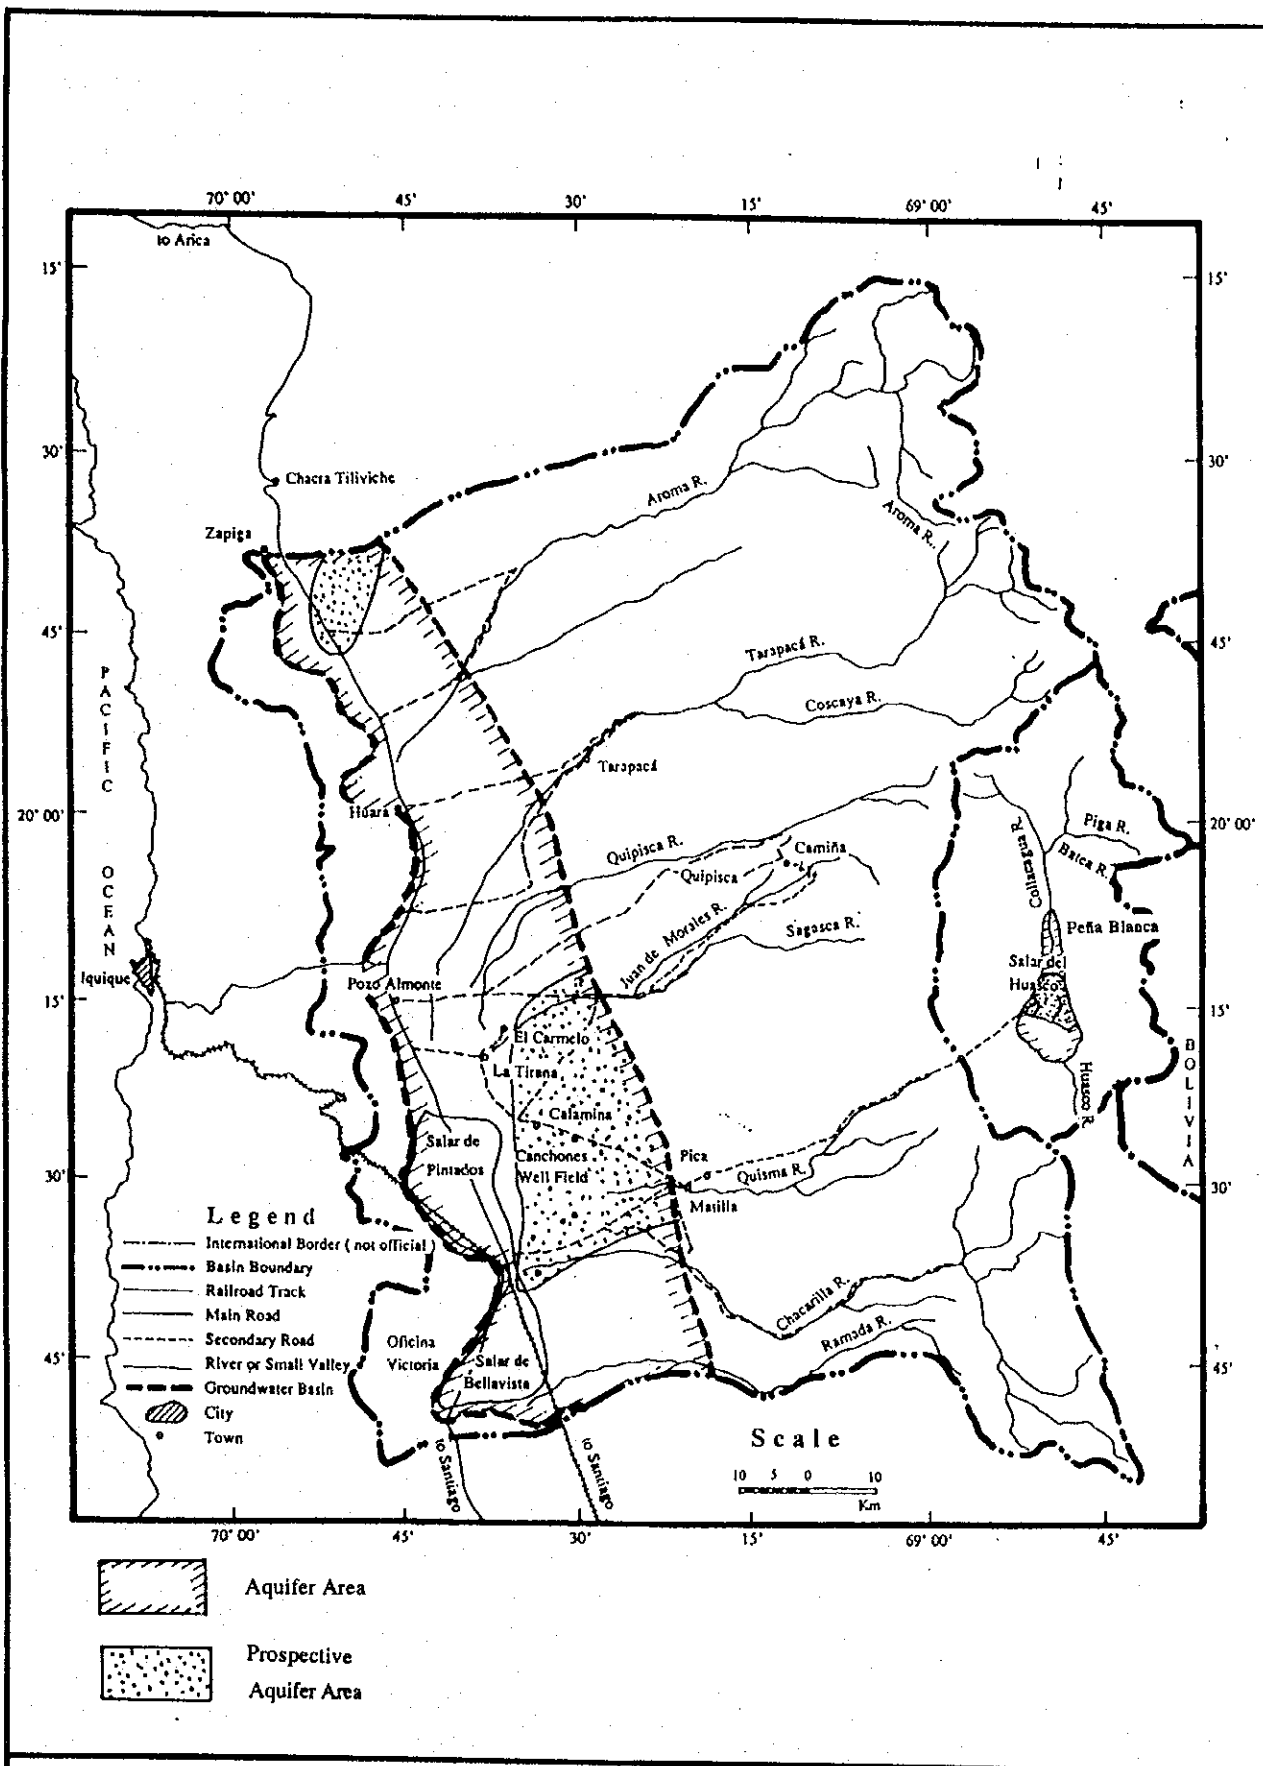 70° 00' 45' 30' 15' 69° 00' 45'
to Arica
15' 15'
30' 30'
Chacra Tiliviche
Aroma R.
Zapiga
Aroma R.
45' 45'
Tarapacá R.
Coscaya R.
PACIFIC OCEAN
Tarapacá
Huara
20° 00' 20° 00'
Piga R.
Collacagua R.
Batea R.
Quipisca R.
Camiña
Quipisca
Juan de Morales R.
Sagasca R.
Peña Blanca
Salar del
Huasco
Iquique
Pozo Almonte
15' 15'
El Carmelo
La Tirana
BOLIVIA
Huasco R.
Calamina
Salar de
Pintados
Canchones
Well Field
Pica
Quisma R.
30' 30'
Matilla
Legend
International Border ( not official )
Basin Boundary
Railroad Track
Main Road
Secondary Road
River or Small Valley
Groundwater Basin
City
Town
Chacarilla R.
Ramada R.
Oficina
Victoria
45' 45'
Salar de
Bellavista
to Santiago
to Santiago
Scale
10 5 0 10
Km
70° 00' 45' 30' 15' 69° 00' 45'
Aquifer Area
Prospective
Aquifer Area